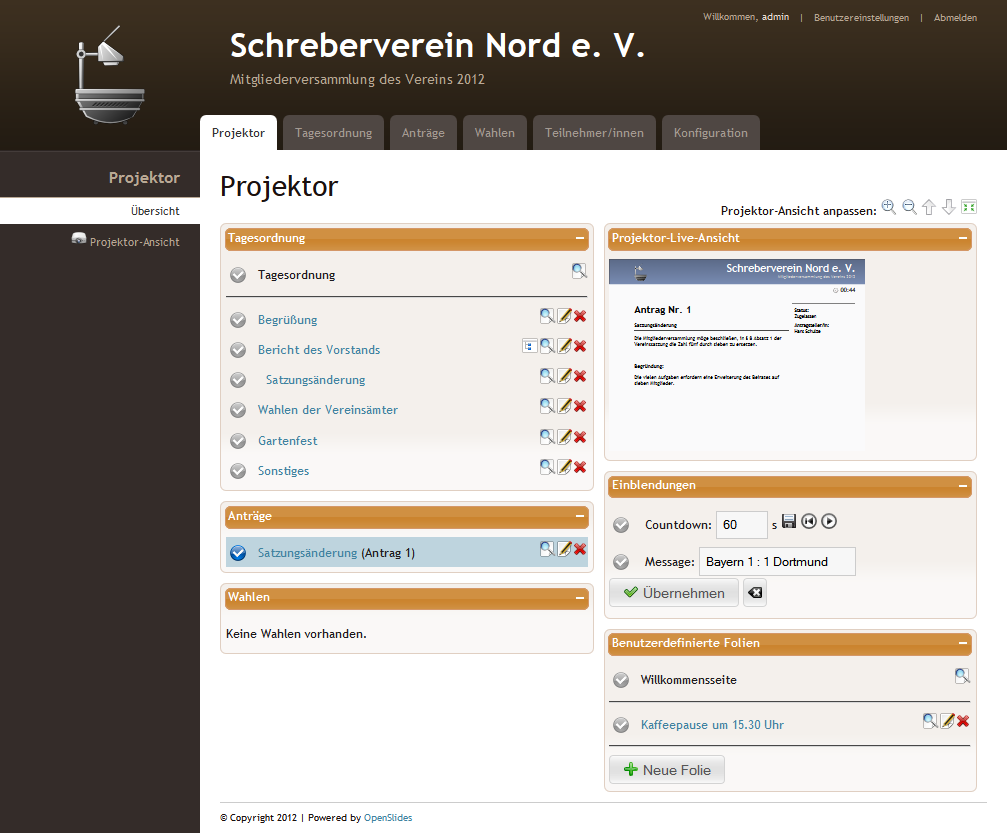 Willkommen, admin | Benutzereinstellungen | Abmelden
Schreberverein Nord e. V.
Mitgliederversammlung des Vereins 2012
Projektor
Tagesordnung
Anträge
Wahlen
Teilnehmer/innen
Konfiguration
Projektor
Übersicht
Projektor-Ansicht
Projektor
Projektor-Ansicht anpassen:
Tagesordnung
Tagesordnung
Begrüßung
Bericht des Vorstands
Satzungsänderung
Wahlen der Vereinsämter
Gartenfest
Sonstiges
Anträge
Satzungsänderung (Antrag 1)
Wahlen
Keine Wahlen vorhanden.
Projektor-Live-Ansicht
Schreberverein Nord e. V.
Mitgliederversammlung des Vereins 2012
00:44
Antrag Nr. 1
Satzungsänderung
Status:
Zugelassen
Antragsteller/in:
Hans Schulze
Die Mitgliederversammlung möge beschließen, in § 8 Absatz 1 der
Vereinssatzung die Zahl fünf durch sieben zu ersetzen.
Begründung:
Die vielen Aufgaben erfordern eine Erweiterung des Beirates auf
sieben Mitglieder.
Einblendungen
Countdown: 60 s
Message: Bayern 1 : 1 Dortmund
Übernehmen
Benutzerdefinierte Folien
Willkommensseite
Kaffeepause um 15.30 Uhr
Neue Folie
© Copyright 2012 | Powered by OpenSlides